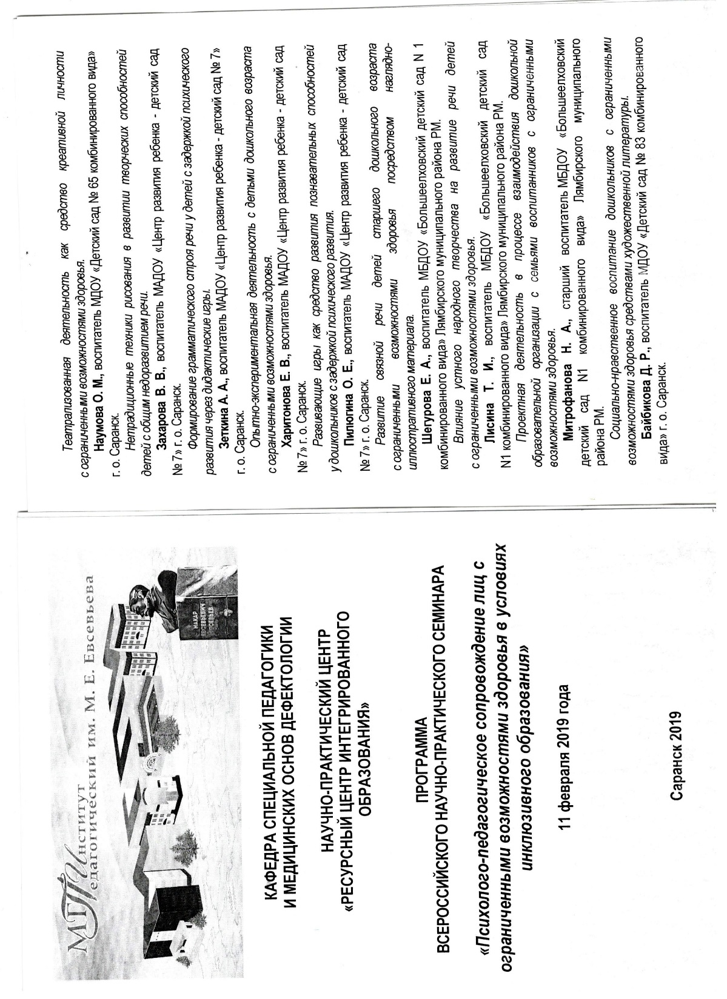 МГПИнститут
едагогический им. М. Е. Евсевьева
МАКАР
ЕВСЕВЬЕВИЧ
ЕВСЕВЬЕВ
КАФЕДРА СПЕЦИАЛЬНОЙ ПЕДАГОГИКИ
И МЕДИЦИНСКИХ ОСНОВ ДЕФЕКТОЛОГИИ
НАУЧНО-ПРАКТИЧЕСКИЙ ЦЕНТР
«РЕСУРСНЫЙ ЦЕНТР ИНТЕГРИРОВАННОГО
ОБРАЗОВАНИЯ»
ПРОГРАММА
ВСЕРОССИЙСКОГО НАУЧНО-ПРАКТИЧЕСКОГО СЕМИНАРА
«Психолого-педагогическое сопровождение лиц с
ограниченными возможностями здоровья в условиях
инклюзивного образования»
11 февраля 2019 года
Саранск 2019
Театрализованная деятельность как средство креативной личности
с ограниченными возможностями здоровья.
Наумова О. М., воспитатель МДОУ «Детский сад № 65 комбинированного вида»
г. о. Саранск.
Нетрадиционные техники рисования в развитии творческих способностей
детей с общим недоразвитием речи.
Захарова В. В., воспитатель МАДОУ «Центр развития ребенка - детский сад
№ 7» г. о. Саранск.
Формирование грамматического строя речи у детей с задержкой психического
развития через дидактические игры.
Зеткина А. А., воспитатель МАДОУ «Центр развития ребенка - детский сад № 7»
г. о. Саранск.
Опытно-экспериментальная деятельность с детьми дошкольного возраста
с ограниченными возможностями здоровья.
Харитонова Е. В., воспитатель МАДОУ «Центр развития ребенка - детский сад
№ 7» г. о. Саранск.
Развивающие игры как средство развития познавательных способностей
у дошкольников с задержкой психического развития.
Пилюгина О. Е., воспитатель МАДОУ «Центр развития ребенка - детский сад
№ 7» г. о. Саранск.
Развитие связной речи детей старшего дошкольного возраста
с ограниченными возможностями здоровья посредством наглядно-
иллюстративного материала.
Шегурова Е. А., воспитатель МБДОУ «Большеелховский детский сад N 1
комбинированного вида» Лямбирского муниципального района РМ.
Влияние устного народного творчества на развитие речи детей
с ограниченными возможностями здоровья.
Лисина Т. И., воспитатель МБДОУ «Большеелховский детский сад
N1 комбинированного вида» Лямбирского муниципального района РМ.
Проектная деятельность в процессе взаимодействия дошкольной
образовательной организации с семьями воспитанников с ограниченными
возможностями здоровья.
Митрофанова Н. А., старший воспитатель МБДОУ «Большеелховский
детский сад N1 комбинированного вида» Лямбирского муниципального
района РМ.
Социально-нравственное воспитание дошкольников с ограниченными
возможностями здоровья средствами художественной литературы.
Байбикова Д. Р., воспитатель МДОУ «Детский сад № 83 комбинированного
вида» г. о. Саранск.